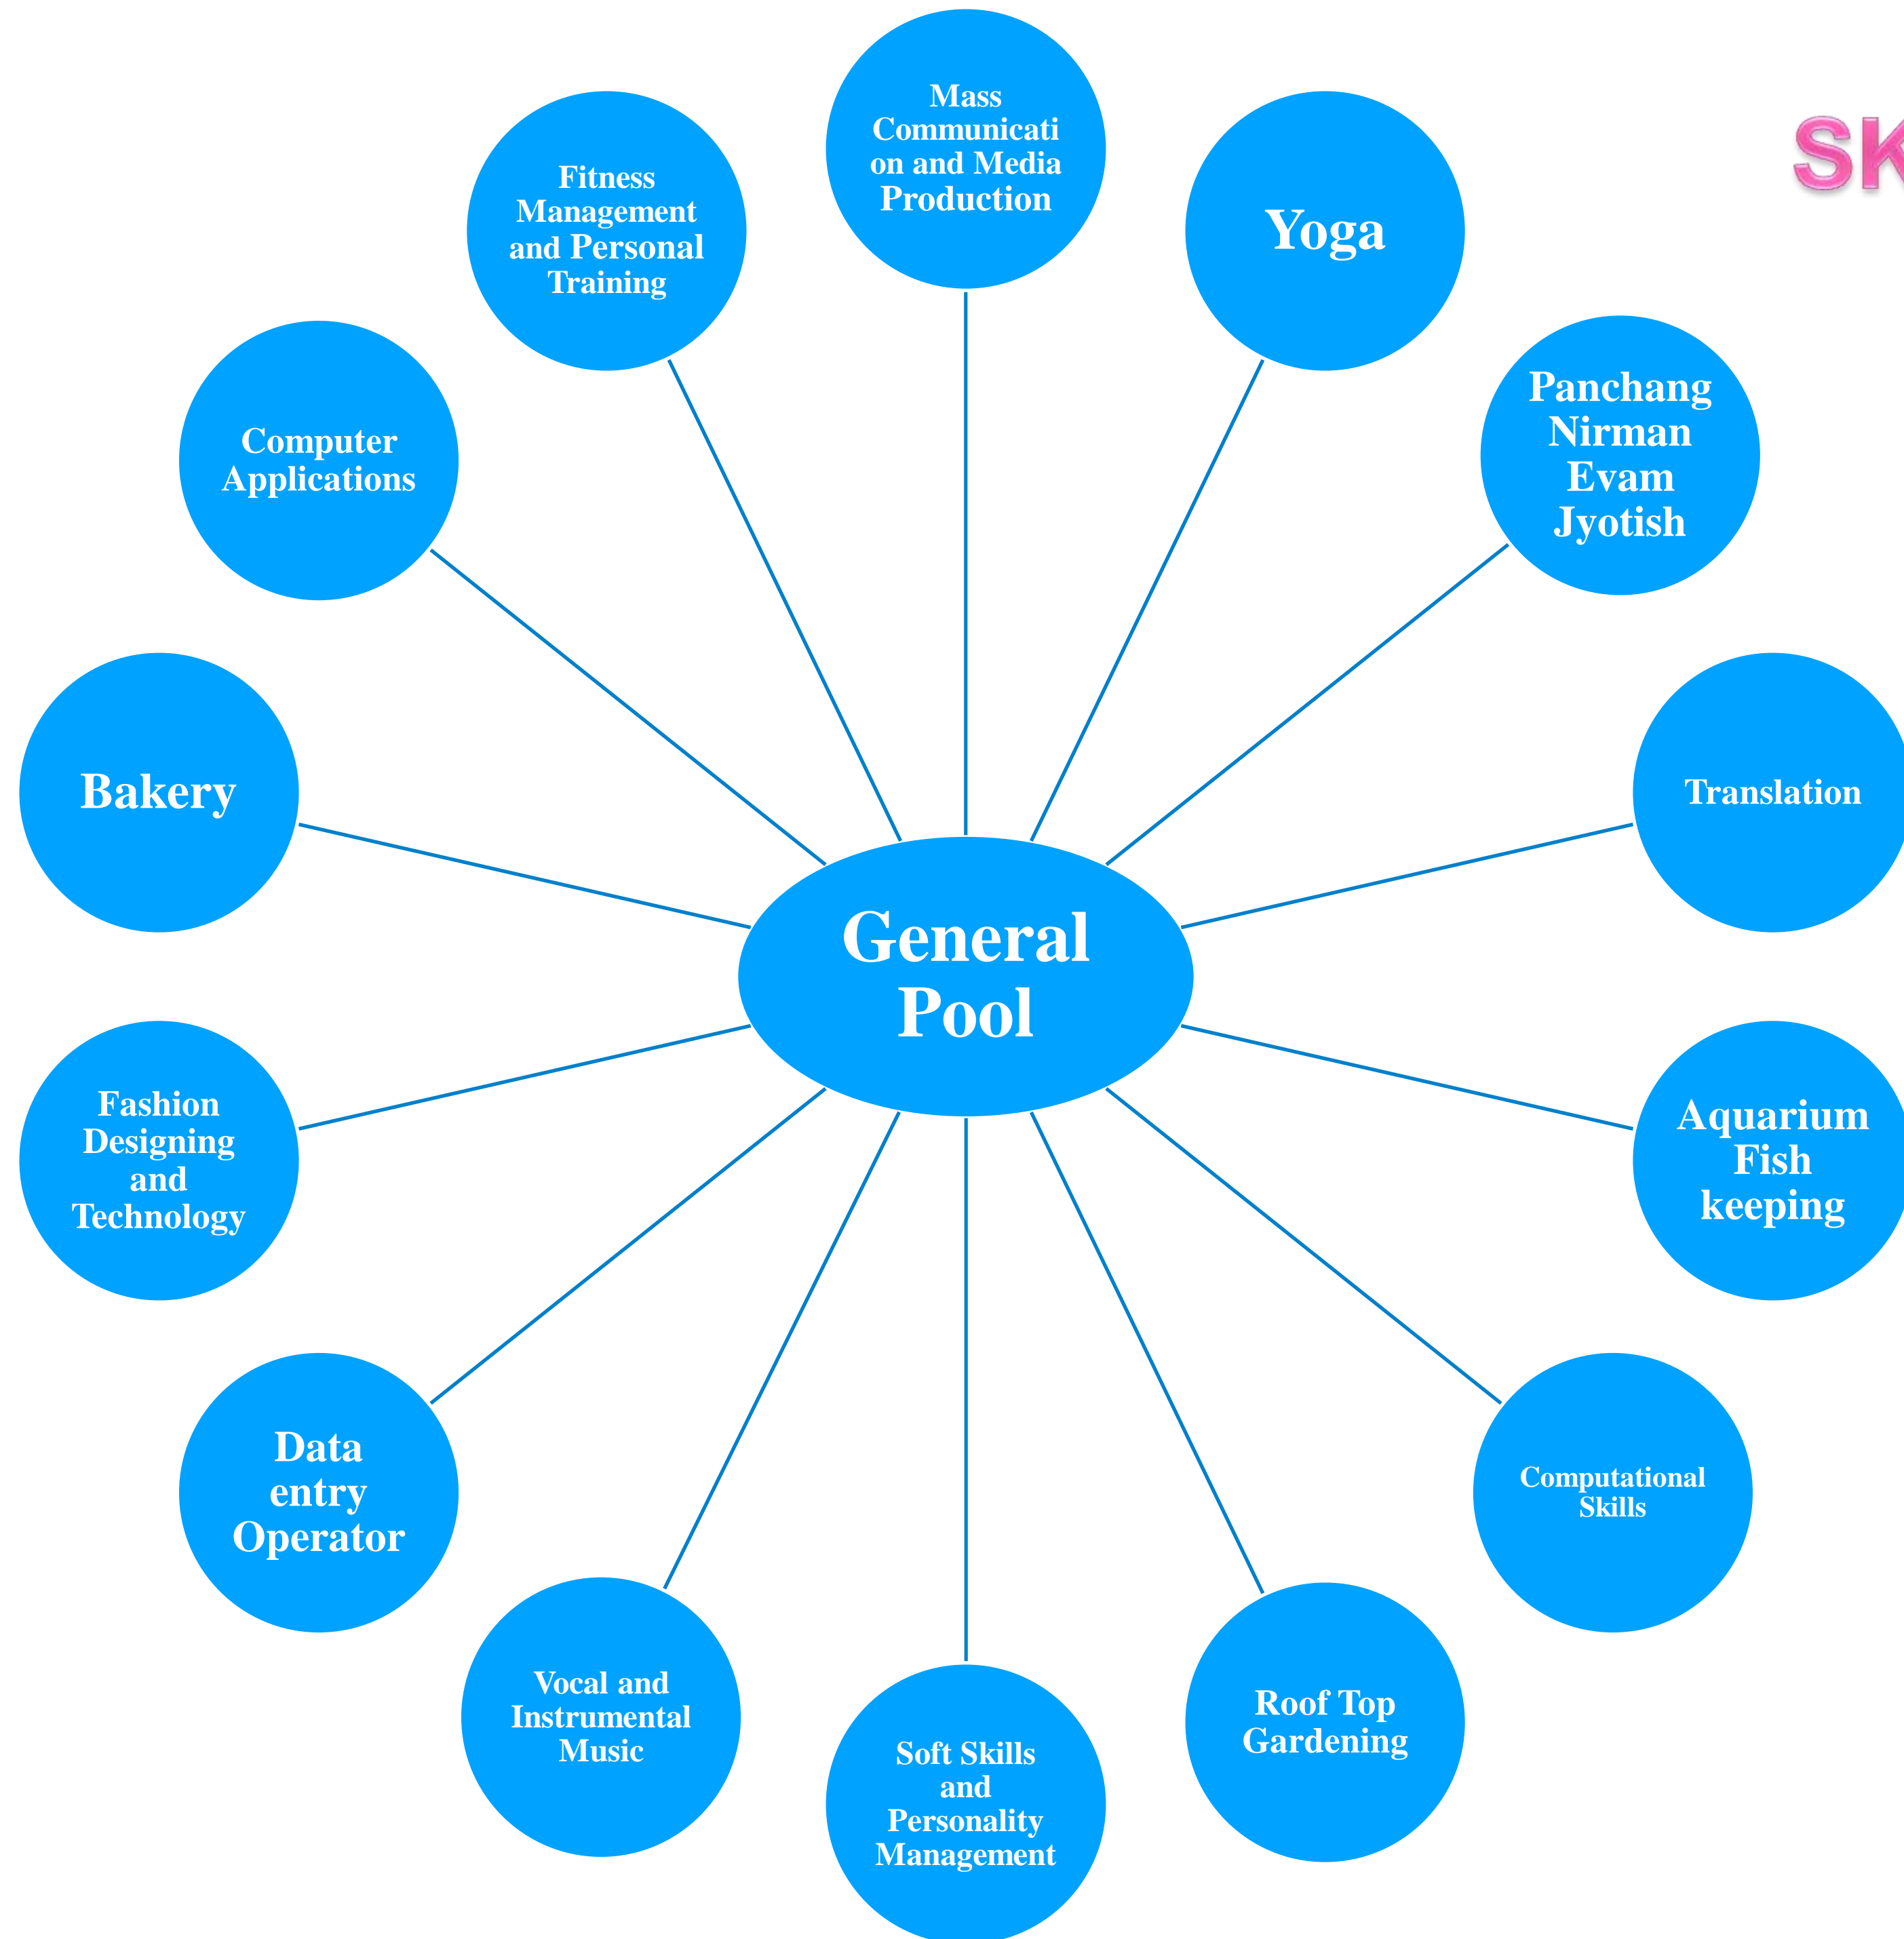 Mass
Communicati
on and Media
Production
Yoga
Panchang
Nirman
Evam
Jyotish
Translation
Aquarium
Fish
keeping
Computational
Skills
Roof Top
Gardening
Soft Skills
and
Personality
Management
Vocal and
Instrumental
Music
Data
entry
Operator
Fashion
Designing
and
Technology
Bakery
Computer
Applications
Fitness
Management
and Personal
Training
General
Pool